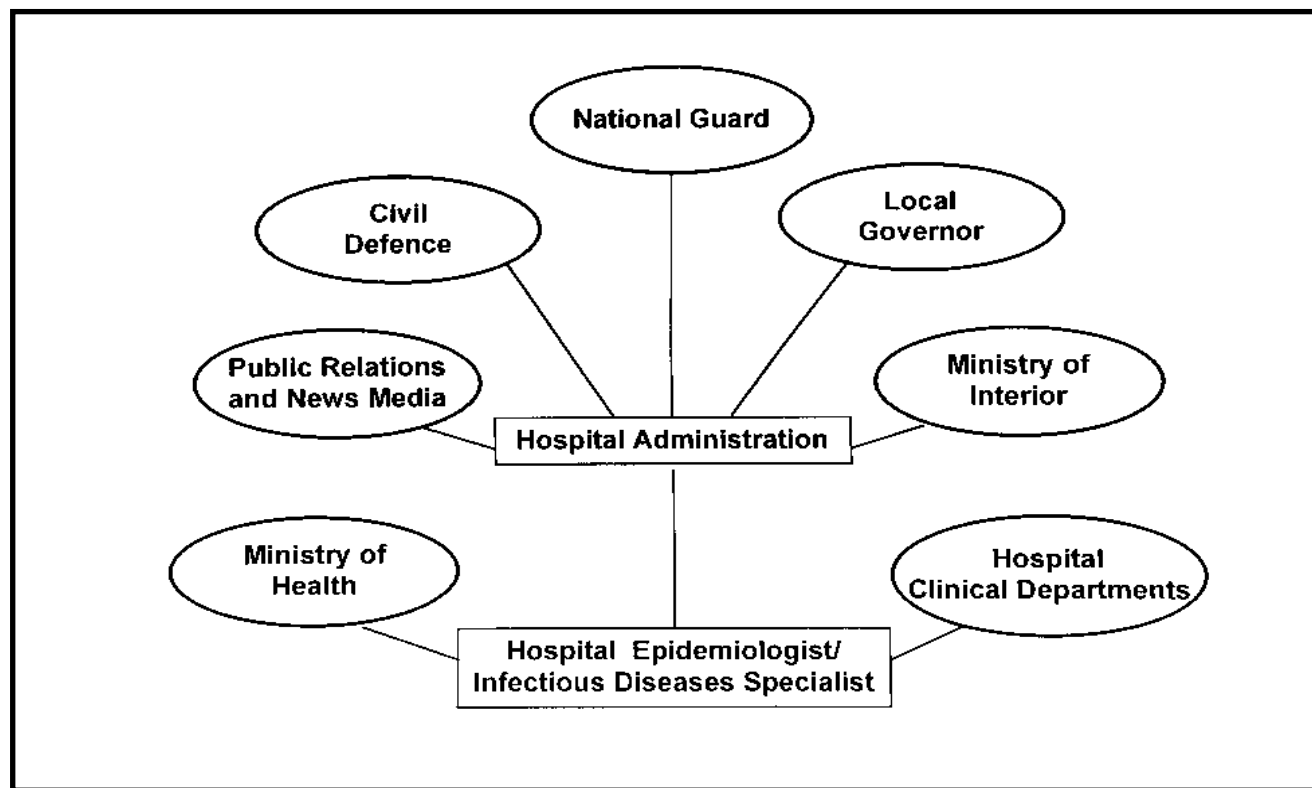 National Guard
Civil
Defence
Local
Governor
Public Relations
and News Media
Ministry of
Interior
Hospital Administration
Ministry of
Health
Hospital
Clinical Departments
Hospital Epidemiologist/
Infectious Diseases Specialist